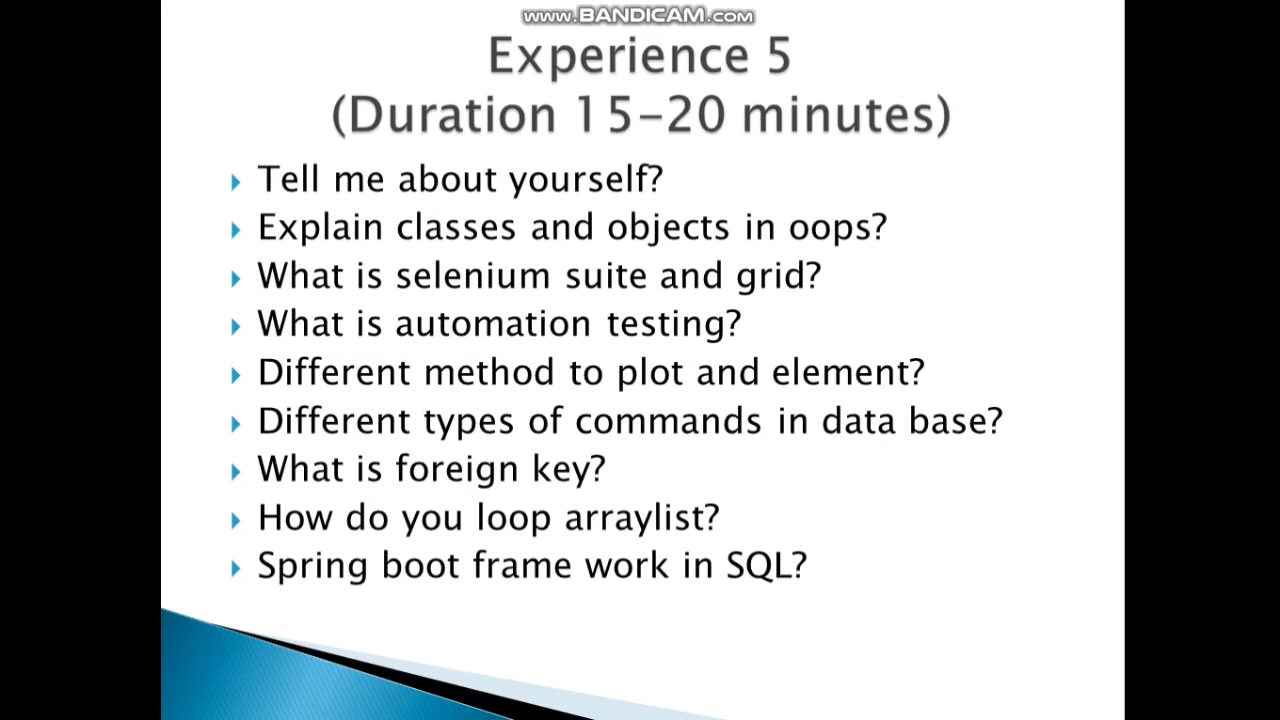 www.BANDICAM.com
Experience 5
(Duration 15-20 minutes)
Tell me about yourself?
Explain classes and objects in oops?
What is selenium suite and grid?
What is automation testing?
Different method to plot and element?
Different types of commands in data base?
What is foreign key?
How do you loop arraylist?
Spring boot frame work in SQL?